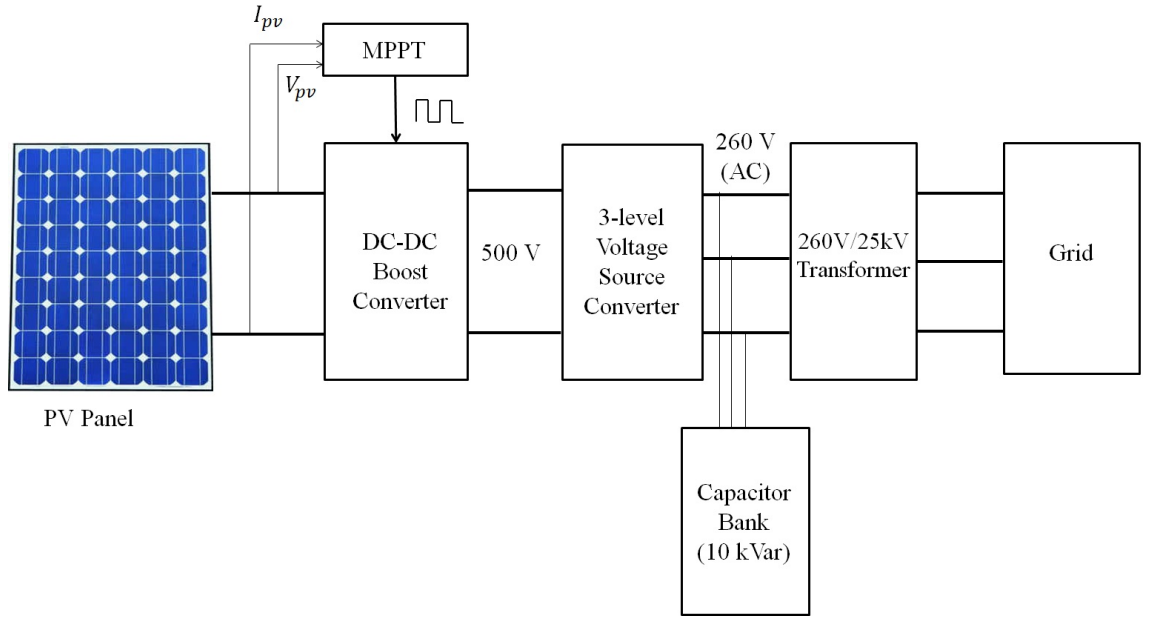 I_pv
MPPT
V_pv
260 V
(AC)
DC-DC
Boost
Converter
500 V
3-level
Voltage
Source
Converter
260V/25kV
Transformer
Grid
PV Panel
Capacitor
Bank
(10 kVar)